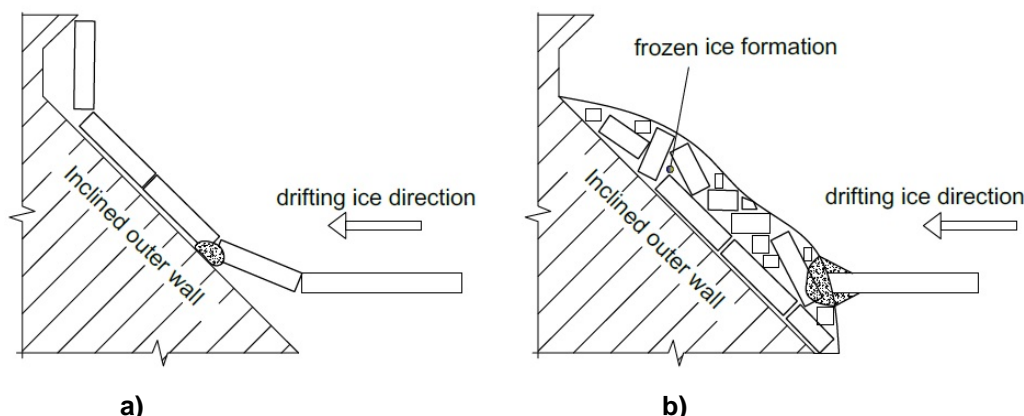 Inclined outer wall
drifting ice direction
a)
frozen ice formation
Inclined outer wall
drifting ice direction
b)